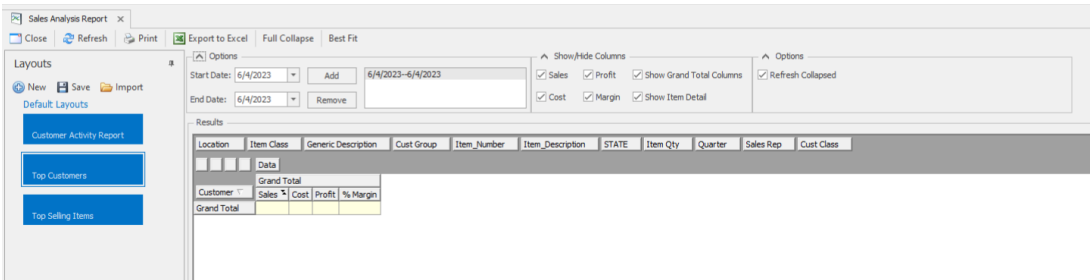 Sales Analysis Report
Close Refresh Print Export to Excel Full Collapse Best Fit
Layouts
New Save Import
Default Layouts
Customer Activity Report
Top Customers
Top Selling Items
Options
Start Date: 6/4/2023 Add 6/4/2023--6/4/2023
End Date: 6/4/2023 Remove
Show/Hide Columns
Sales Profit Show Grand Total Columns
Cost Margin Show Item Detail
Options
Refresh Collapsed
Results
Location Item Class Generic Description Cust Group Item_Number Item_Description STATE Item Qty Quarter Sales Rep Cust Class
Data
Grand Total
Customer Sales Cost Profit % Margin
Grand Total